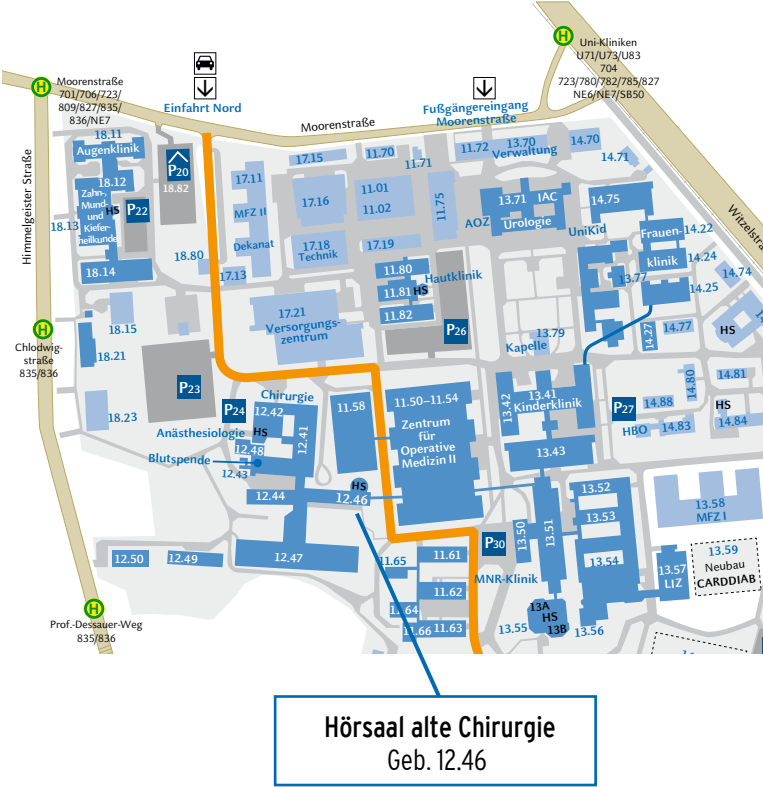 Uni-Kliniken
U71/U73/U83
704
723/780/782/785/827
NE6/NE7/SB50
H
H
Moorenstraße
701/706/723/
809/827/835/
836/NE7
Einfahrt Nord
Fußgängereingang
Moorenstraße
Moorenstraße
Himmelgeister Straße
Witzelstra
18.11
Augenklinik
18.12
Zahn-,
Mund-
und
Kiefer-
heilkunde
HS
P22
18.13
18.14
P20
18.82
18.80
17.11
MFZ II
Dekanat
17.13
17.15
17.16
17.18
Technik
11.70
11.71
11.01
11.02
17.19
11.75
11.72
13.70
Verwaltung
14.70
14.71
13.71
IAC
Urologie
AOZ
14.75
UniKid
Frauen-
klinik
14.22
14.24
14.25
14.74
13.77
11.80
11.81
HS
11.82
Hautklinik
P26
17.21
Versorgungs-
zentrum
13.79
Kapelle
14.27
14.77
HS
H
Chlodwig-
straße
835/836
18.15
18.21
18.23
P23
P24
Chirurgie
12.42
12.41
Anästhesiologie
HS
12.48
Blutspende
12.43
12.44
11.58
HS
12.46
11.50–11.54
Zentrum
für
Operative
Medizin II
13.42
13.41
Kinderklinik
13.43
P27
14.80
14.81
14.88
HS
HBO
14.83
14.84
12.50
12.49
12.47
11.65
11.61
11.62
11.64
11.66
11.63
P30
MNR-Klinik
13.50
13.51
13.52
13.53
13.54
13.55
13A
HS
13B
13.56
13.57
LIZ
13.58
MFZ I
13.59
Neubau
CARDDIAB
H
Prof.-Dessauer-Weg
835/836
Hörsaal alte Chirurgie
Geb. 12.46